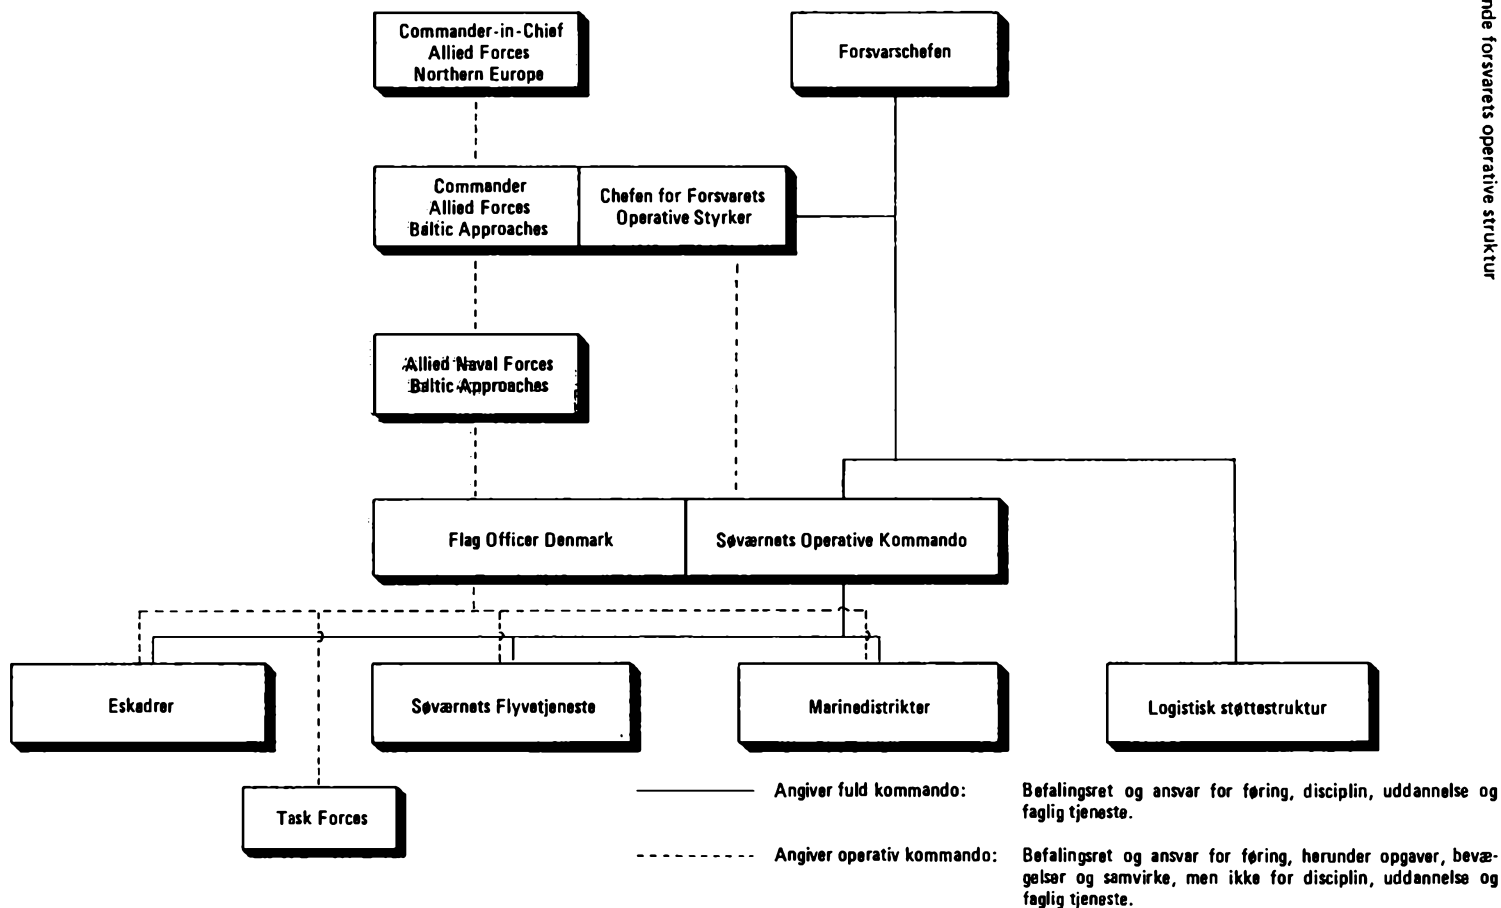 nde forsvarets operative struktur
Commander-in-Chief
Allied Forces
Northern Europe
Forsvarschefen
Commander
Allied Forces
Baltic Approaches
Chefen for Forsvarets
Operative Styrker
Allied Naval Forces
Baltic Approaches
Flag Officer Denmark
Søværnets Operative Kommando
Eskadrer
Søværnets Flyvetjeneste
Marinedistrikter
Logistisk støttestruktur
Task Forces
Angiver fuld kommando:
Befalingsret og ansvar for føring, disciplin, uddannelse og
faglig tjeneste.
Angiver operativ kommando:
Befalingsret og ansvar for føring, herunder opgaver, bevæ-
gelser og samvirke, men ikke for disciplin, uddannelse og
faglig tjeneste.